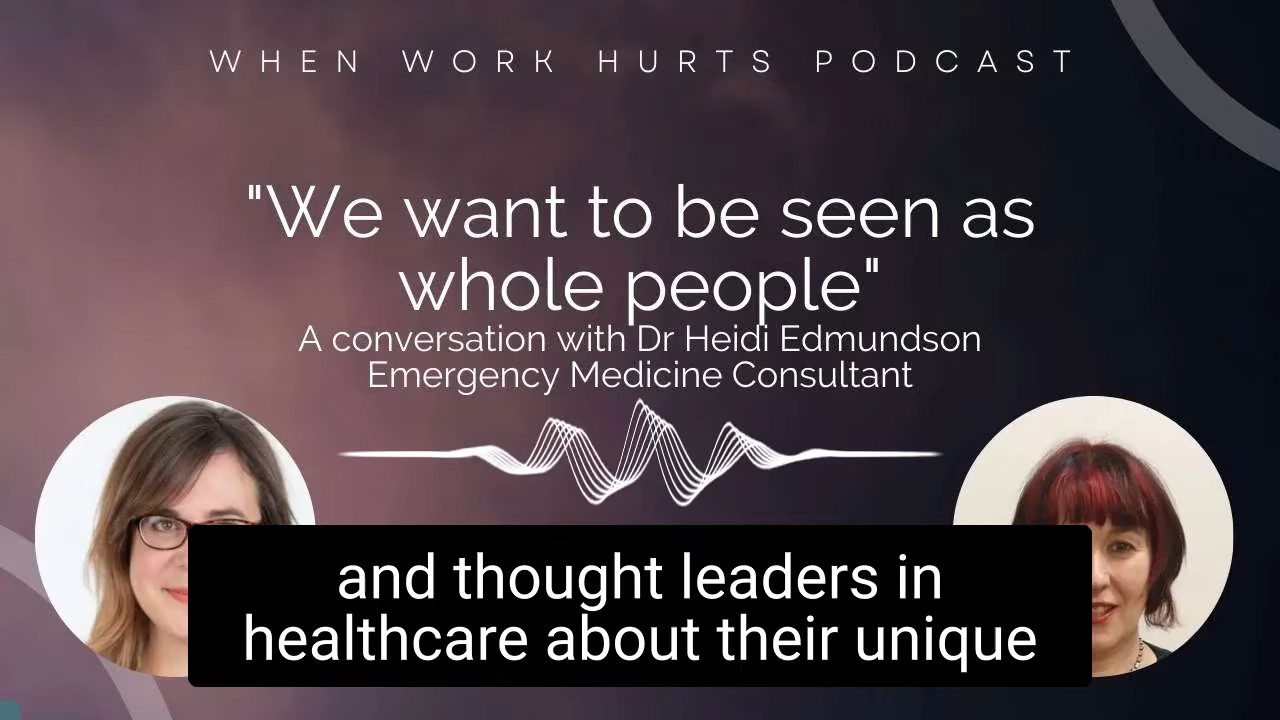 WHEN WORK HURTS PODCAST
"We want to be seen as
whole people"
A conversation with Dr Heidi Edmundson
Emergency Medicine Consultant
and thought leaders in
healthcare about their unique